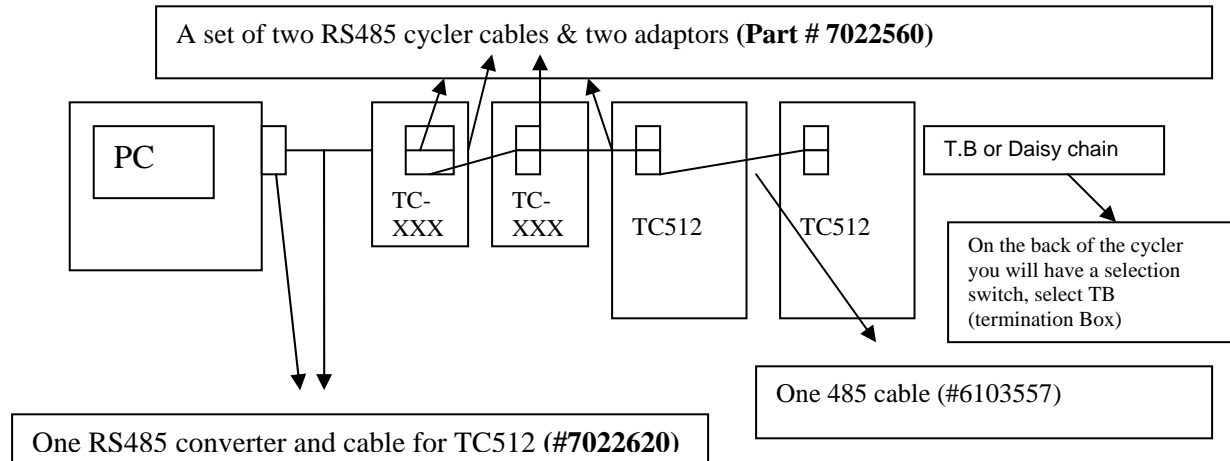 A set of two RS485 cycler cables & two adaptors (Part # 7022560)
PC
TC-
XXX
TC-
XXX
TC512
TC512
T.B or Daisy chain
On the back of the cycler
you will have a selection
switch, select TB
(termination Box)
One 485 cable (#6103557)
One RS485 converter and cable for TC512 (#7022620)